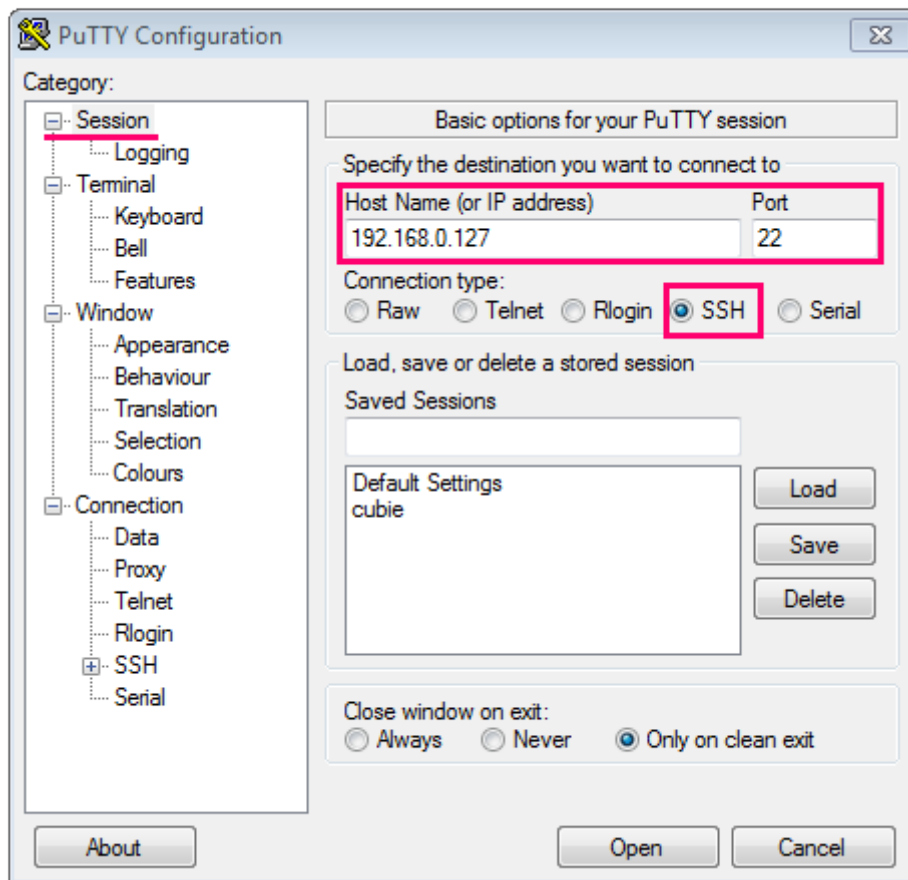 PuTTY Configuration
Category:
Session
Logging
Terminal
Keyboard
Bell
Features
Window
Appearance
Behaviour
Translation
Selection
Colours
Connection
Data
Proxy
Telnet
Rlogin
SSH
Serial
Basic options for your PuTTY session
Specify the destination you want to connect to
Host Name (or IP address) Port
192.168.0.127 22
Connection type:
Raw Telnet Rlogin SSH Serial
Load, save or delete a stored session
Saved Sessions
Default Settings
cubie
Load
Save
Delete
Close window on exit:
Always Never Only on clean exit
About Open Cancel